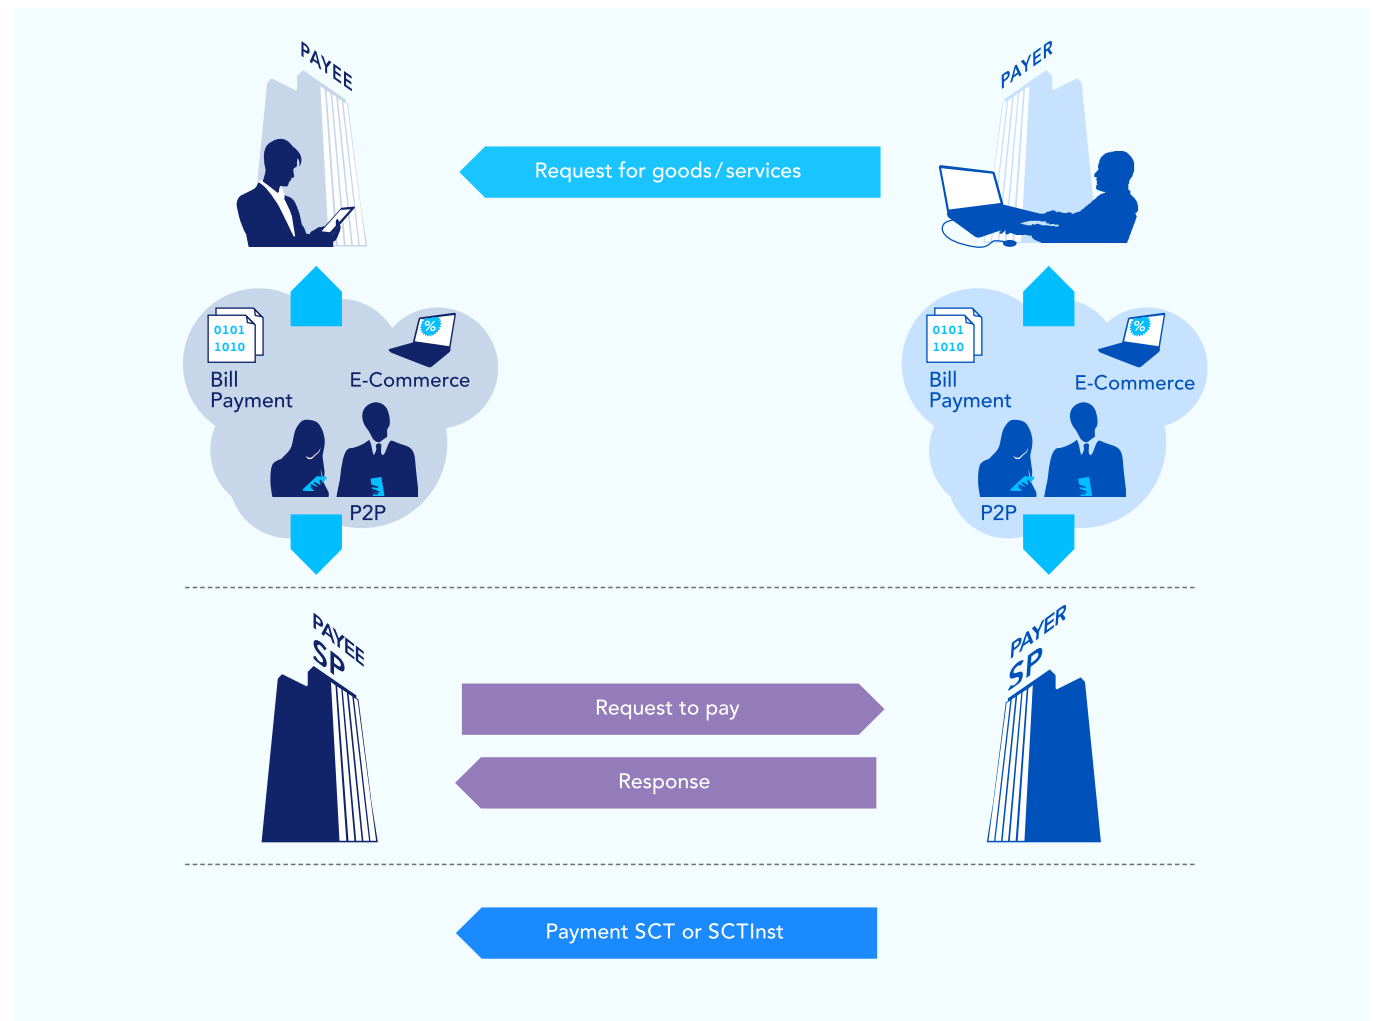 PAYEE
PAYER
Request for goods/services
0101
1010
%
Bill
Payment
E-Commerce
P2P
0101
1010
%
Bill
Payment
E-Commerce
P2P
PAYEE
SP
PAYER
SP
Request to pay
Response
Payment SCT or SCTInst